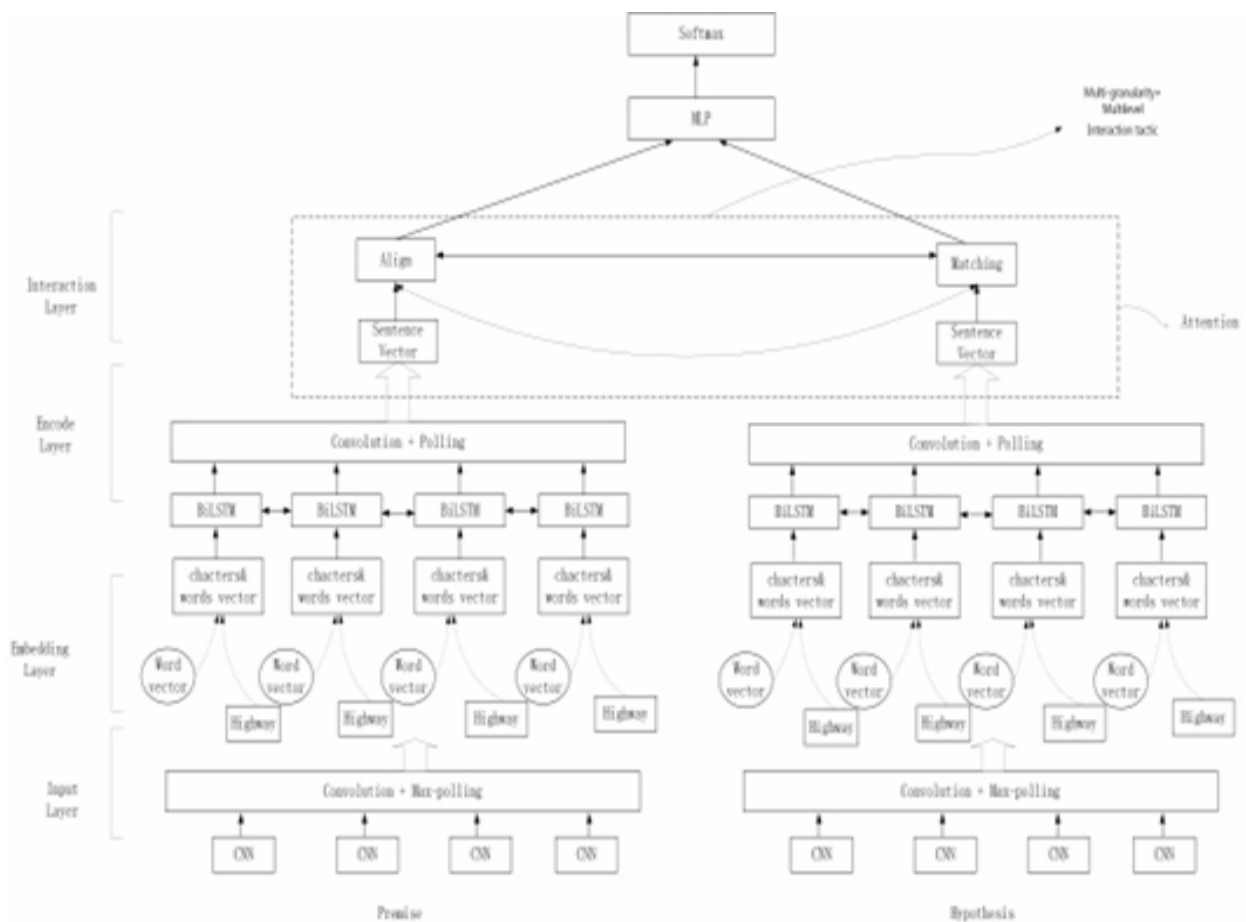 Softmax
MLP
Multi-granularity+
Multilevel
Interaction tactic
Interaction
Layer
Align
Matching
Attention
Sentence
Vector
Sentence
Vector
Encode
Layer
Convolution + Polling
Convolution + Polling
BiLSTM
BiLSTM
BiLSTM
BiLSTM
BiLSTM
BiLSTM
BiLSTM
BiLSTM
chacters&
words vector
chacters&
words vector
chacters&
words vector
chacters&
words vector
chacters&
words vector
chacters&
words vector
chacters&
words vector
chacters&
words vector
Embedding
Layer
Word
vector
Word
vector
Word
vector
Word
vector
Word
vector
Word
vector
Word
vector
Word
vector
Highway
Highway
Highway
Highway
Highway
Highway
Highway
Highway
Input
Layer
Convolution + Max-polling
Convolution + Max-polling
CNN
CNN
CNN
CNN
CNN
CNN
CNN
CNN
Premise
Hypothesis